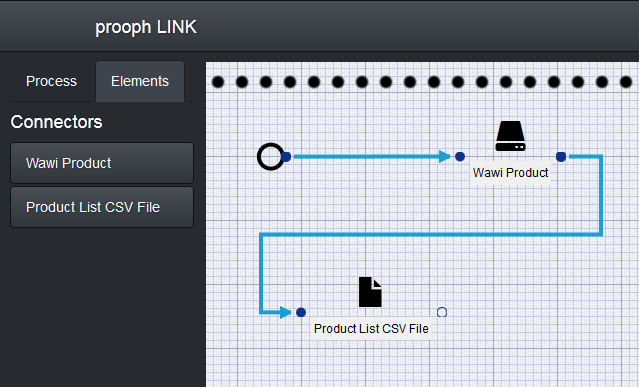 prooph LINK
Process
Elements
Connectors
Wawi Product
Product List CSV File
Wawi Product
Product List CSV File